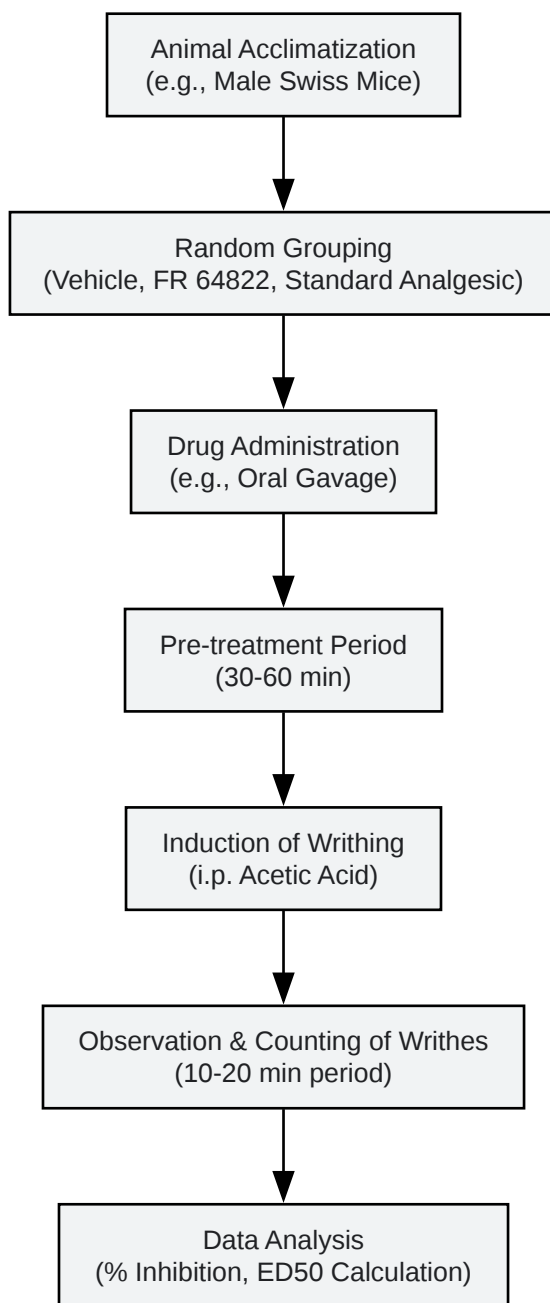 Animal Acclimatization
(e.g., Male Swiss Mice)
Random Grouping
(Vehicle, FR 64822, Standard Analgesic)
Drug Administration
(e.g., Oral Gavage)
Pre-treatment Period
(30-60 min)
Induction of Writhing
(i.p. Acetic Acid)
Observation & Counting of Writhes
(10-20 min period)
Data Analysis
(% Inhibition, ED50 Calculation)